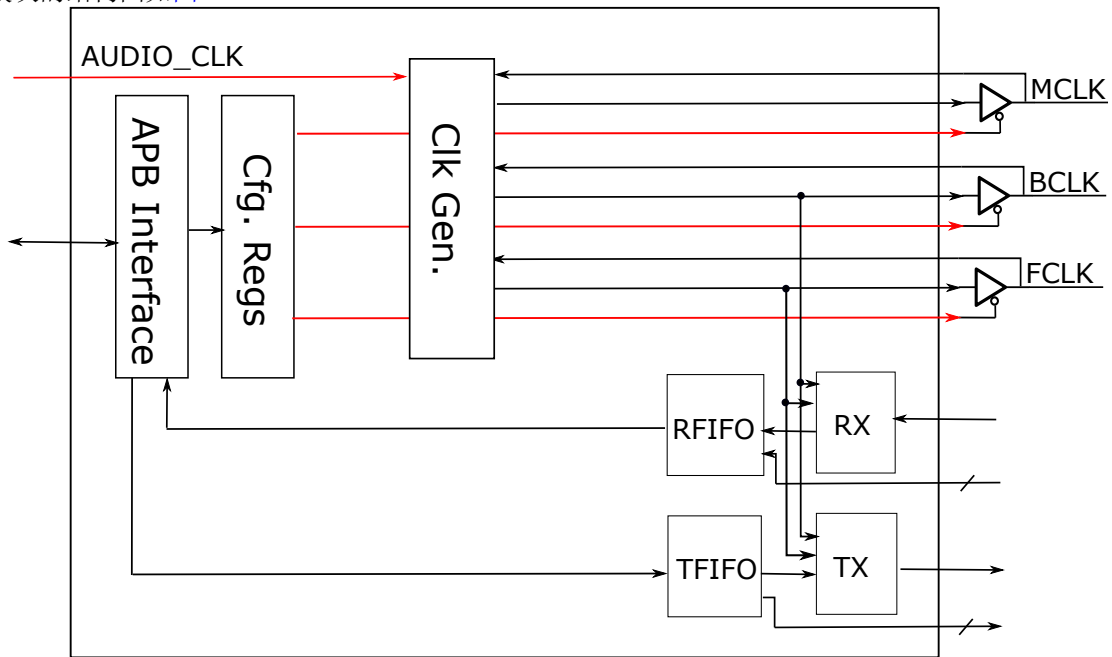 AUDIO_CLK
MCLK
BCLK
FCLK
APB Interface
Cfg. Regs
Clk Gen.
RFIFO
RX
TFIFO
TX